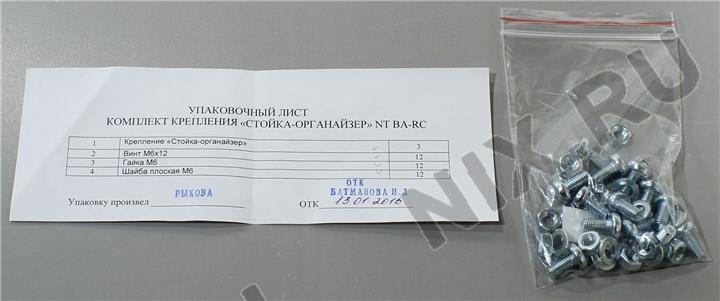 УПАКОВОЧНЫЙ ЛИСТ
КОМПЛЕКТ КРЕПЛЕНИЯ «СТОЙКА-ОРГАНАЙЗЕР» NT BA-RC
1 Крепление «Стойка-органайзер» 3
2 Винт М6х12 12
3 Гайка М6 12
4 Шайба плоская М6 12
ОТК
Упаковку произвел РЫКОВА ОТК БАТМАНОВА И.Д
13.01.2016
NIX.RU